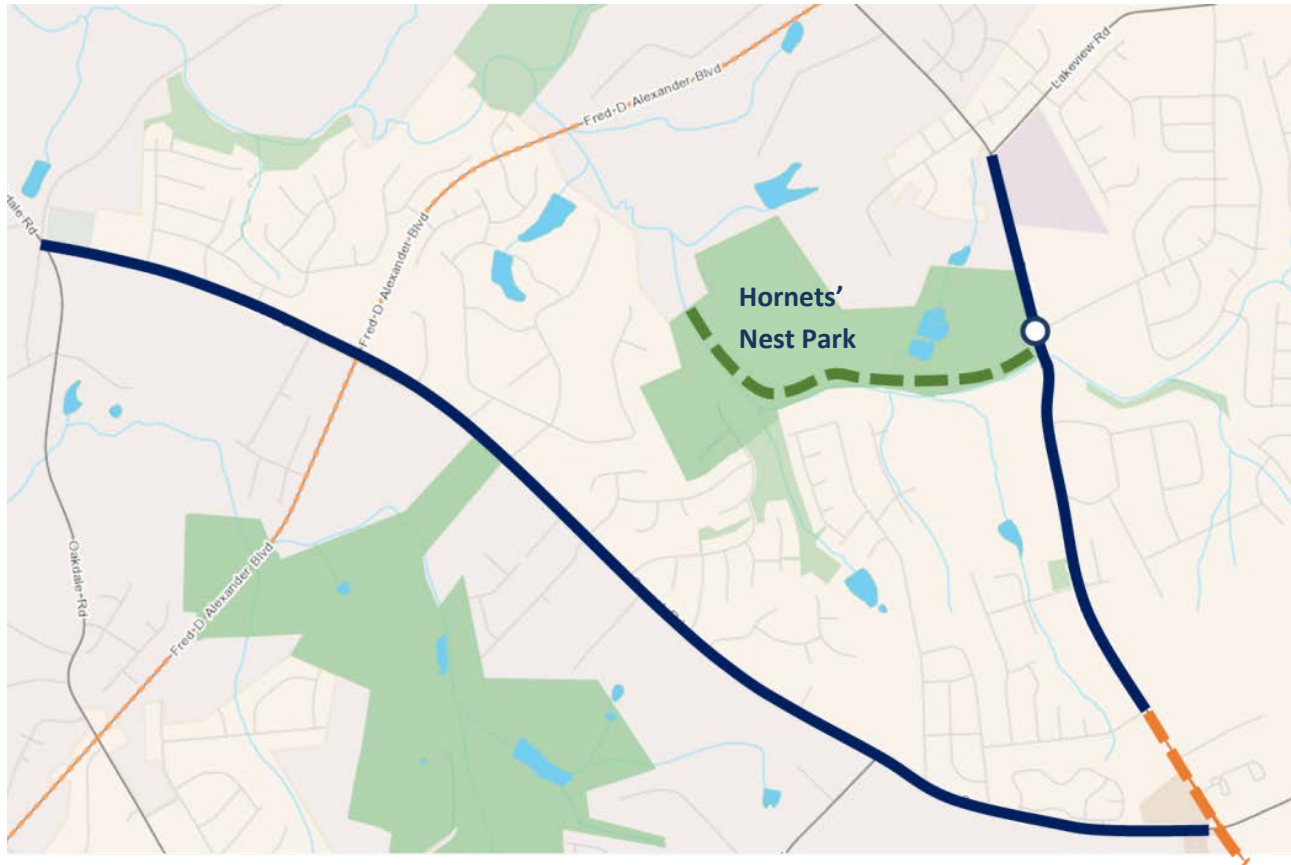 Lakeview Rd
Fred-D-Alexander-Blvd
dale Rd
Fred-D-Alexander-Blvd
Hornets'
Nest Park
Oakdale-Rd
Fred-D Alexander Blvd